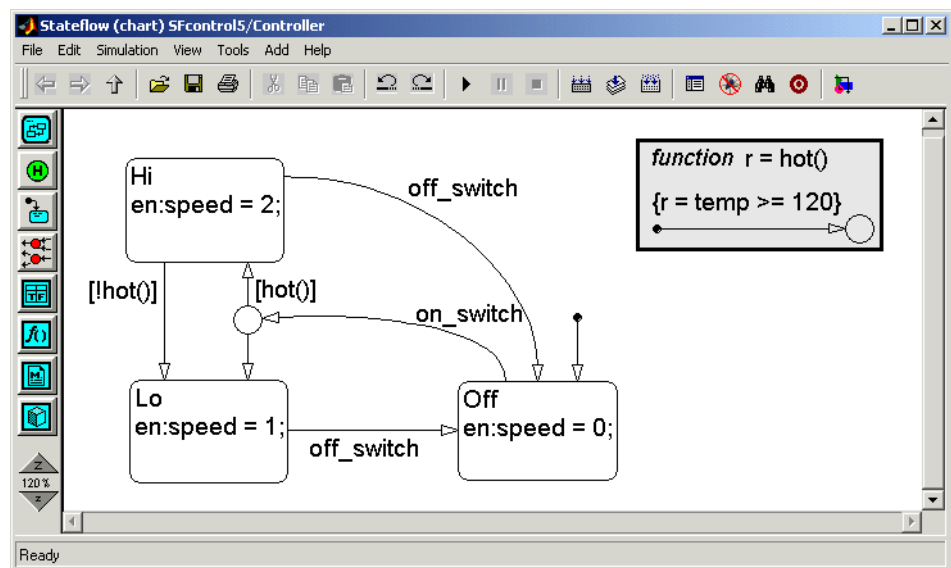 Stateflow (chart) SFcontrol5/Controller
File Edit Simulation View Tools Add Help
Hi
en:speed = 2;
off_switch
function r = hot()
{r = temp >= 120}
[!hot()]
[hot()]
on_switch
Lo
en:speed = 1;
off_switch
Off
en:speed = 0;
H
TF
f()
M
Z
120 %
z
Ready